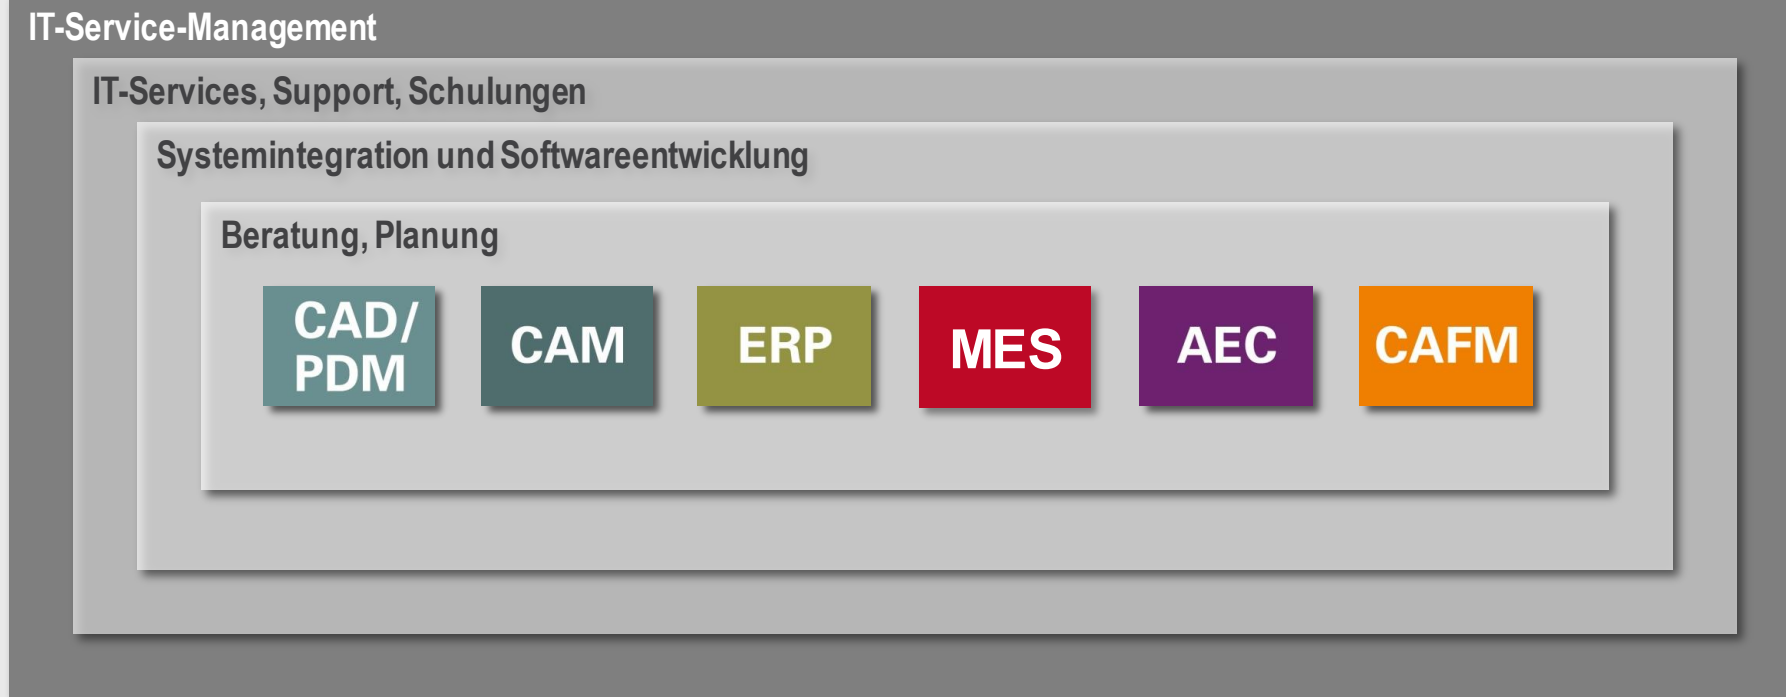 IT-Service-Management
IT-Services, Support, Schulungen
Systemintegration und Softwareentwicklung
Beratung, Planung
CAD/
PDM
CAM
ERP
MES
AEC
CAFM